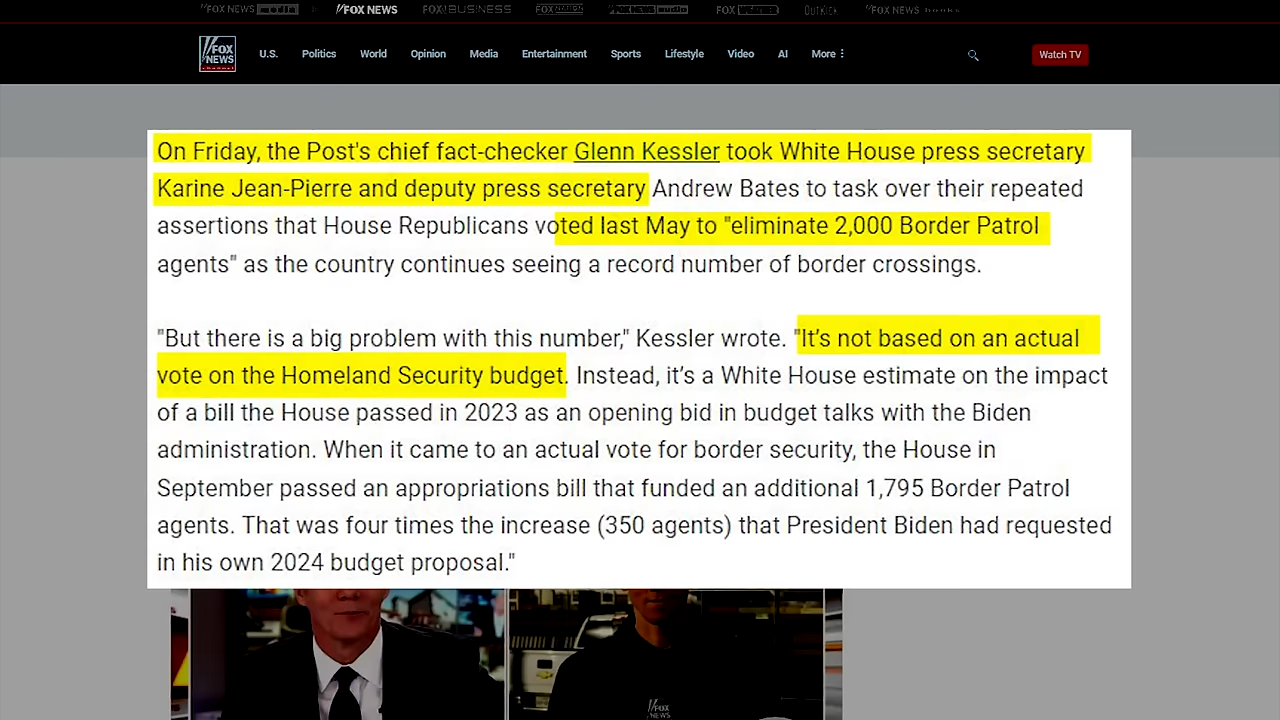 FOX NEWS
FOX NEWS
FOX BUSINESS
FOX
FOX NEWS
FOX
OUTKICK
FOX NEWS
FOX NEWS channel
U.S.
Politics
World
Opinion
Media
Entertainment
Sports
Lifestyle
Video
AI
More
Watch TV
On Friday, the Post's chief fact-checker Glenn Kessler took White House press secretary
Karine Jean-Pierre and deputy press secretary Andrew Bates to task over their repeated
assertions that House Republicans voted last May to "eliminate 2,000 Border Patrol
agents" as the country continues seeing a record number of border crossings.
"But there is a big problem with this number," Kessler wrote. "It’s not based on an actual
vote on the Homeland Security budget. Instead, it’s a White House estimate on the impact
of a bill the House passed in 2023 as an opening bid in budget talks with the Biden
administration. When it came to an actual vote for border security, the House in
September passed an appropriations bill that funded an additional 1,795 Border Patrol
agents. That was four times the increase (350 agents) that President Biden had requested
in his own 2024 budget proposal."
FOX NEWS